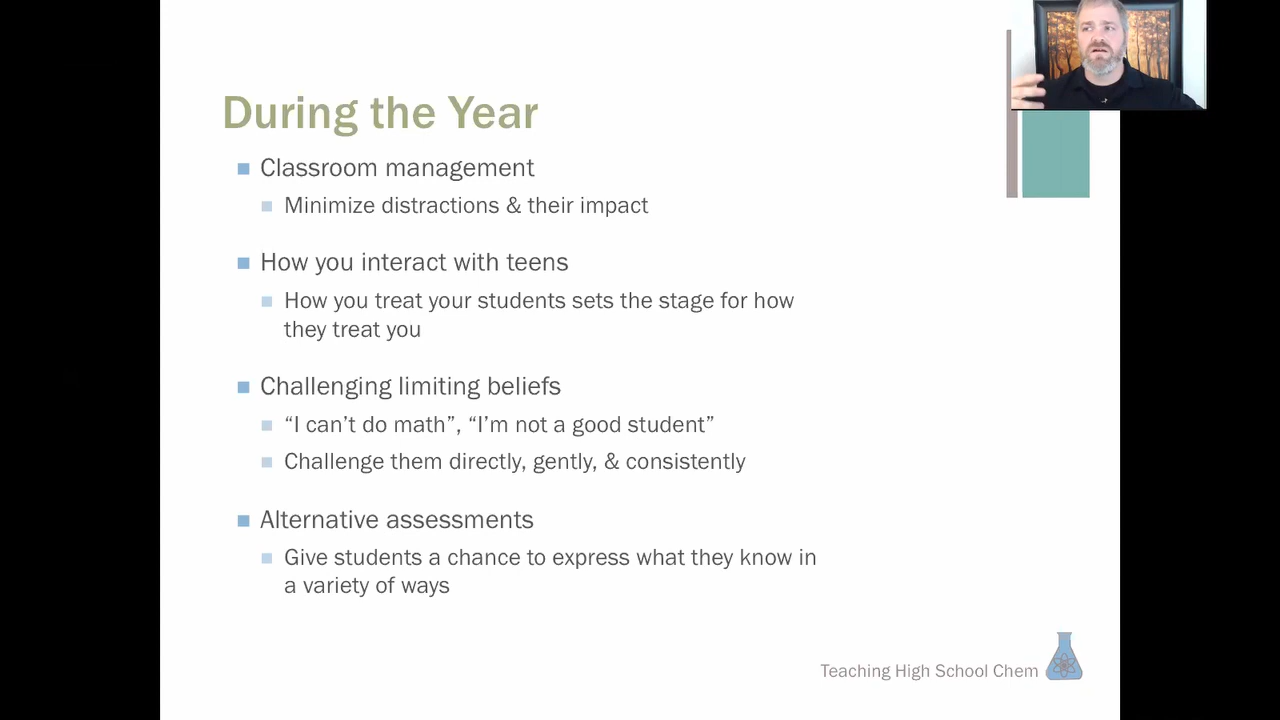 During the Year
Classroom management
Minimize distractions & their impact
How you interact with teens
How you treat your students sets the stage for how
they treat you
Challenging limiting beliefs
“I can’t do math”, “I’m not a good student”
Challenge them directly, gently, & consistently
Alternative assessments
Give students a chance to express what they know in
a variety of ways
Teaching High School Chem